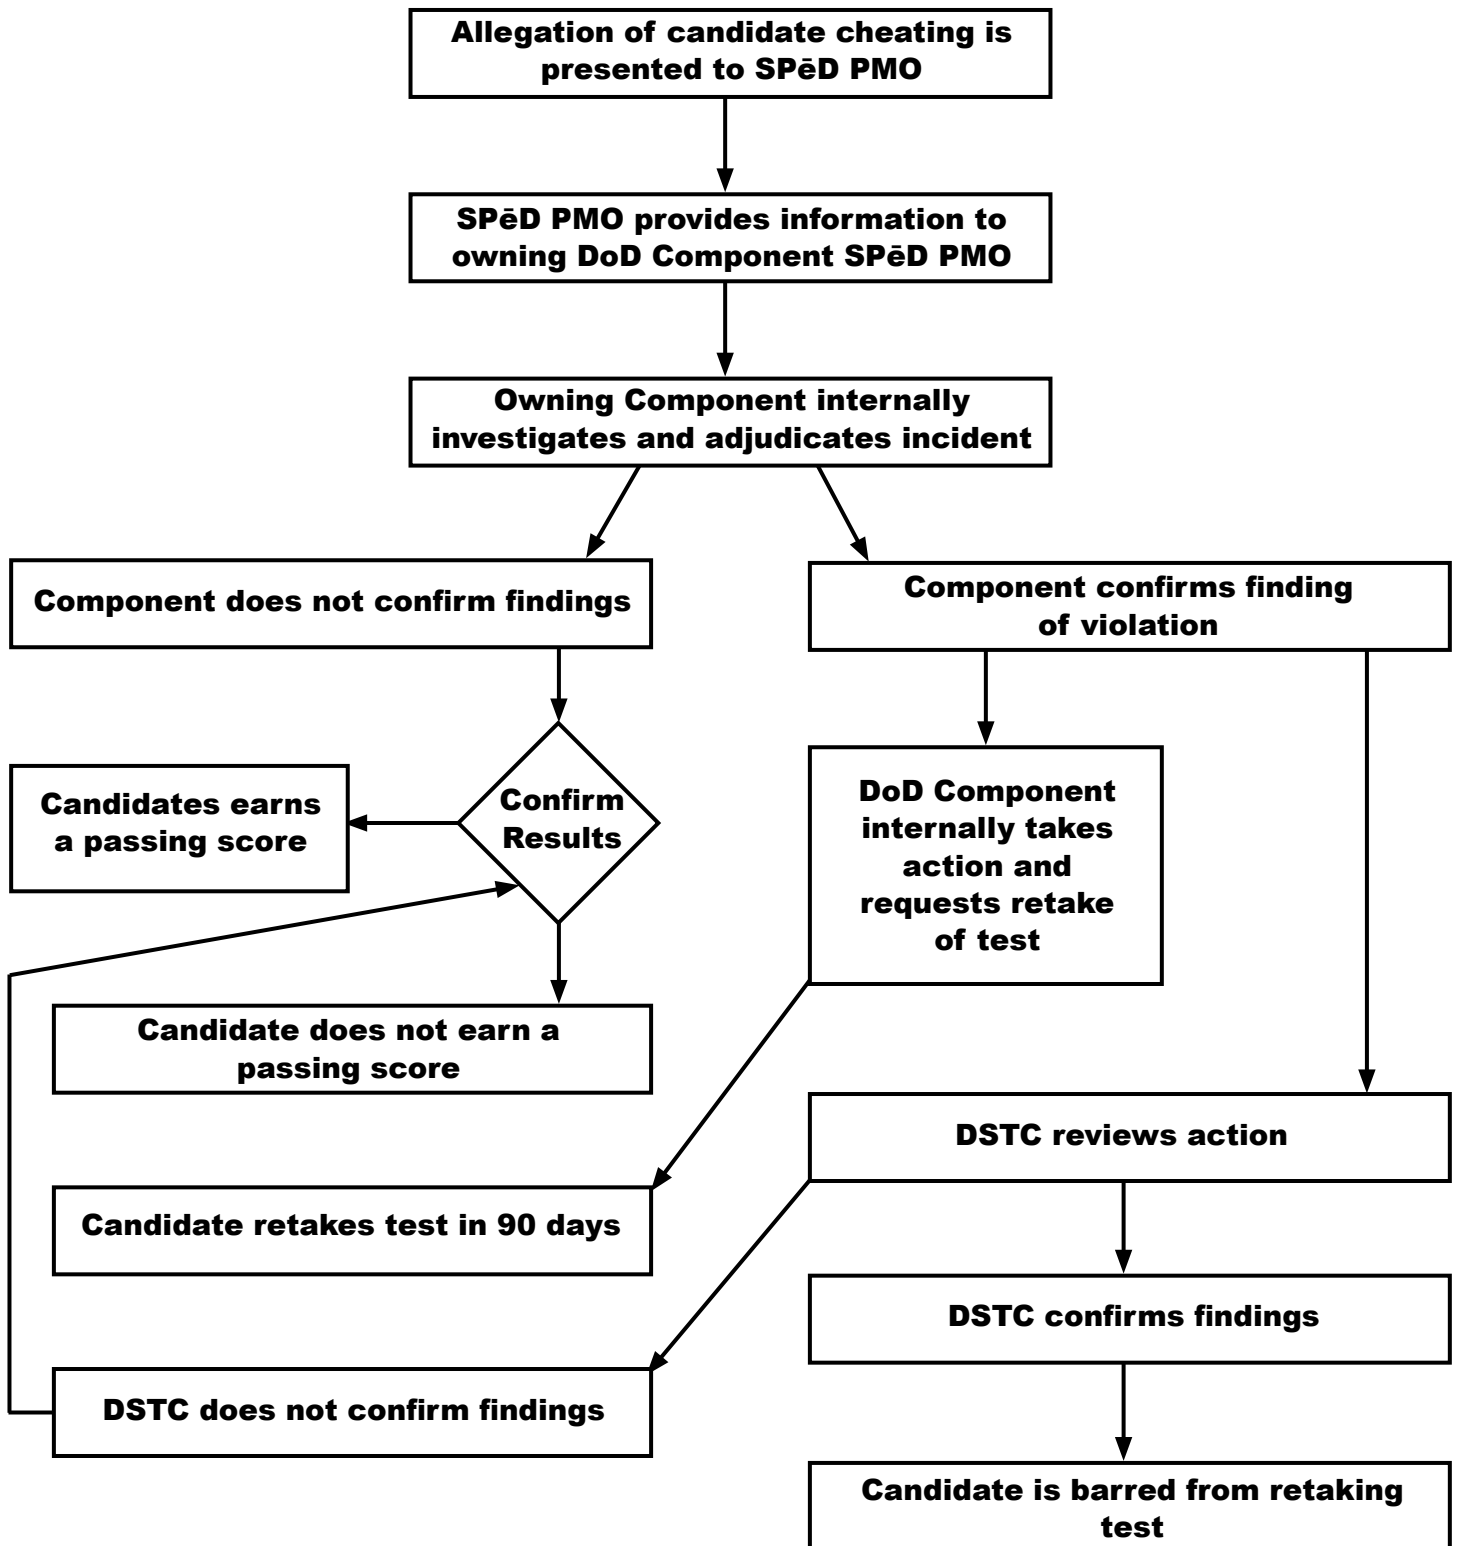 Allegation of candidate cheating is
presented to SPēD PMO
SPēD PMO provides information to
owning DoD Component SPēD PMO
Owning Component internally
investigates and adjudicates incident
Component does not confirm findings
Component confirms finding
of violation
Confirm
Results
Candidates earns
a passing score
DoD Component
internally takes
action and
requests retake
of test
Candidate does not earn a
passing score
DSTC reviews action
Candidate retakes test in 90 days
DSTC confirms findings
DSTC does not confirm findings
Candidate is barred from retaking
test